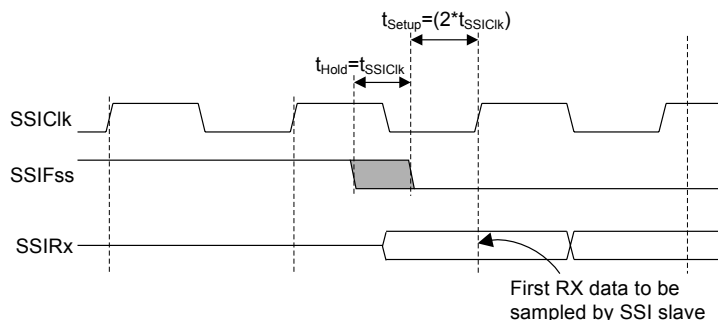 tSetup=(2*tSSIClk)
tHold=tSSIClk
SSIClk
SSIFss
SSIRx
First RX data to be
sampled by SSI slave